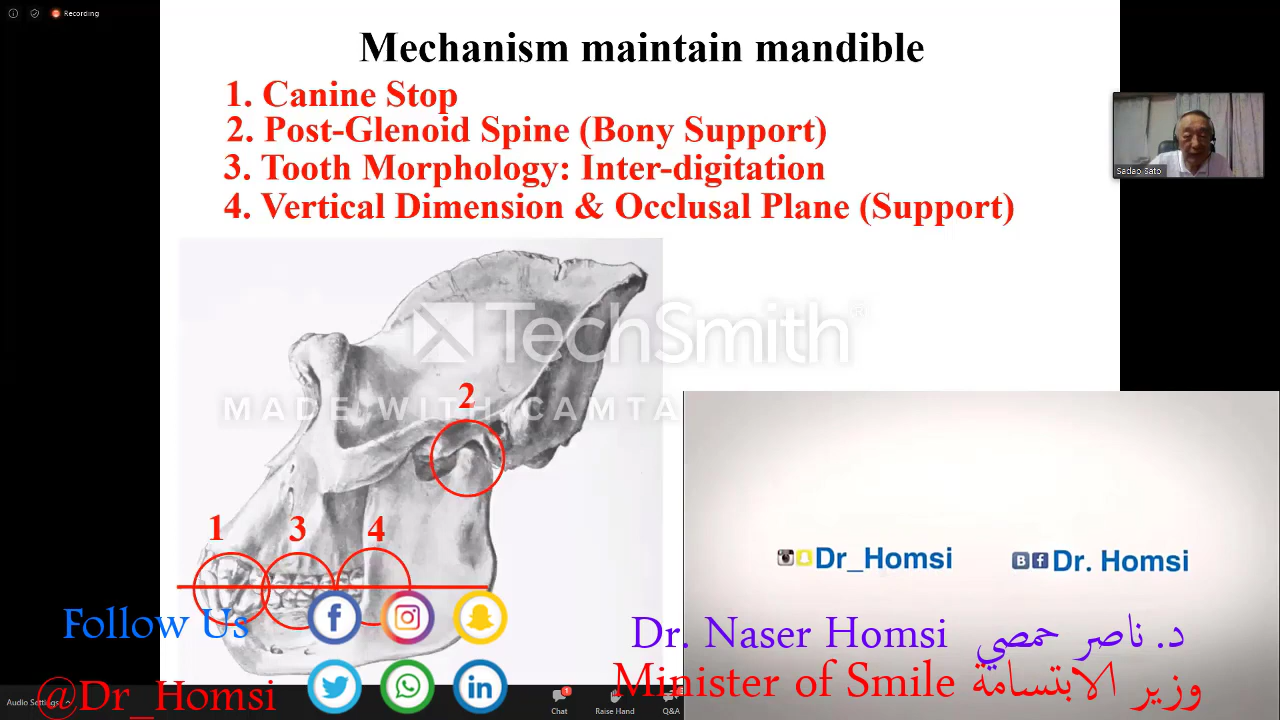 Recording
Mechanism maintain mandible
1. Canine Stop
2. Post-Glenoid Spine (Bony Support)
3. Tooth Morphology: Inter-digitation
4. Vertical Dimension & Occlusal Plane (Support)
Sadao Sato
TechSmith
MADE WITH CAMTA
2
1
3
4
Dr_Homsi
Dr. Homsi
Follow Us
Dr. Naser Homsi د. ناصر حمصي
Minister of Smile وزير الابتسامة
@Dr_Homsi
Audio Settings
Chat
1
Raise Hand
Q&A